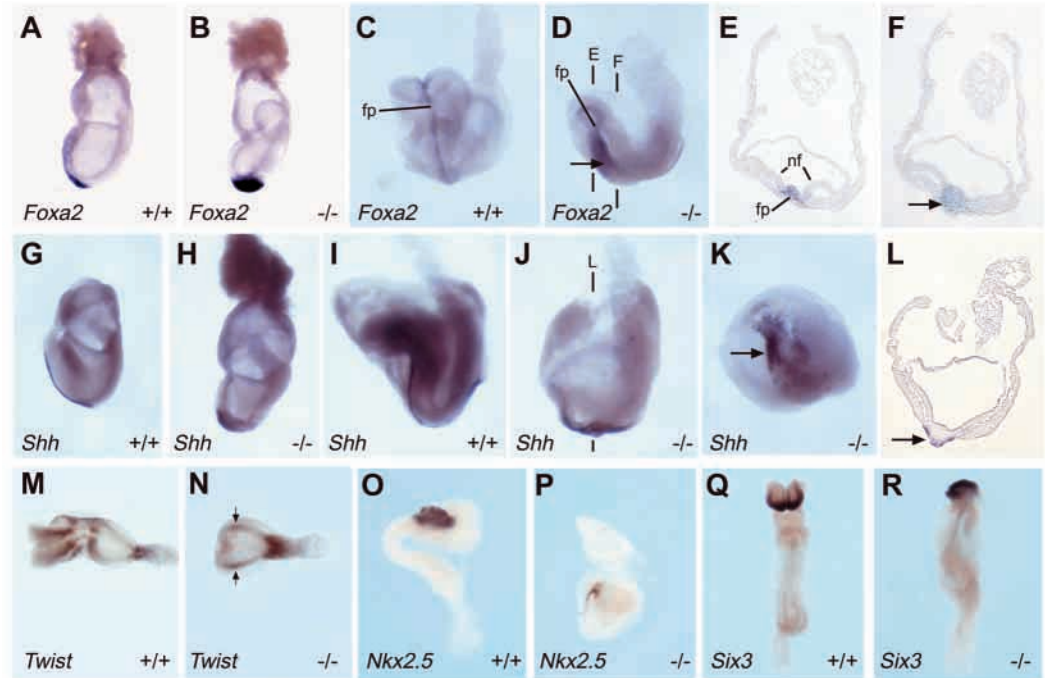 A B C D E F
E F
fp fp nf fp
Foxa2 +/+ Foxa2 -/- Foxa2 +/+ Foxa2 -/-
G H I J K L
L
Shh +/+ Shh -/- Shh +/+ Shh -/- Shh -/-
M N O P Q R
Twist +/+ Twist -/- Nkx2.5 +/+ Nkx2.5 -/- Six3 +/+ Six3 -/-